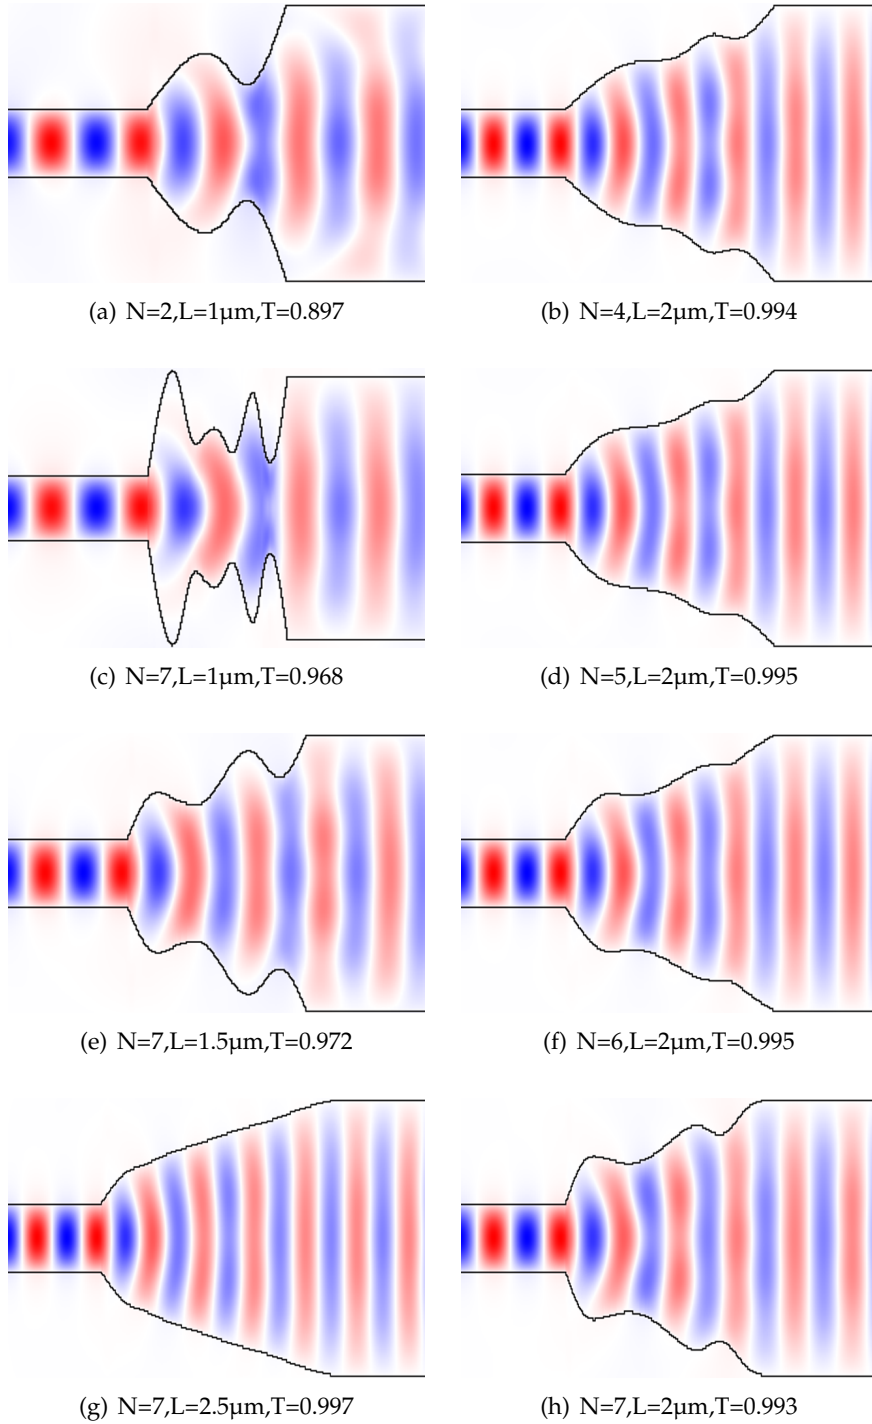 (a) N=2,L=1µm,T=0.897
(b) N=4,L=2µm,T=0.994
(c) N=7,L=1µm,T=0.968
(d) N=5,L=2µm,T=0.995
(e) N=7,L=1.5µm,T=0.972
(f) N=6,L=2µm,T=0.995
(g) N=7,L=2.5µm,T=0.997
(h) N=7,L=2µm,T=0.993